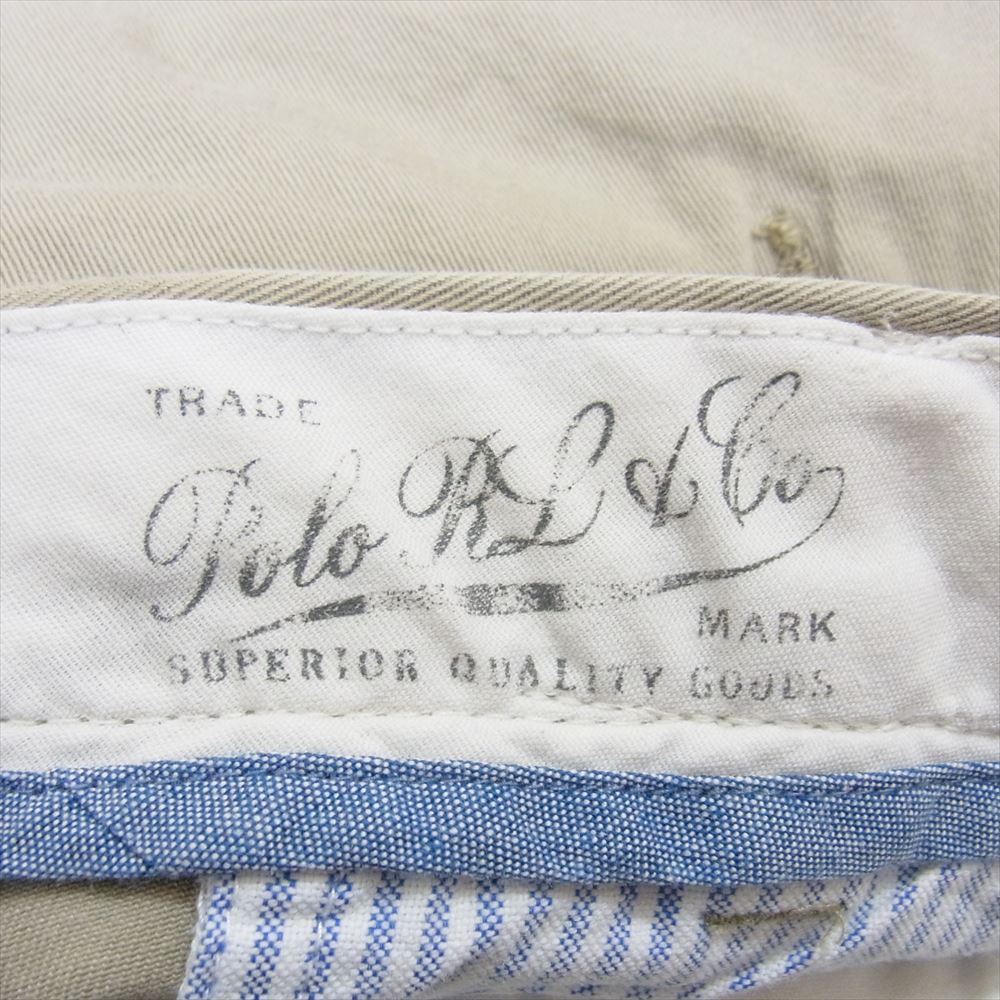 TRADE
Polo RL & Co
MARK
SUPERIOR QUALITY GOODS